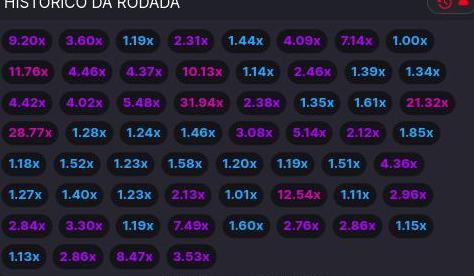 HISTÓRICO DA RODADA
9.20x 3.60x 1.19x 2.31x 1.44x 4.09x 7.14x 1.00x
11.76x 4.46x 4.37x 10.13x 1.14x 2.46x 1.39x 1.34x
4.42x 4.02x 5.48x 31.94x 2.38x 1.35x 1.61x 21.32x
28.77x 1.28x 1.24x 1.46x 3.08x 5.14x 2.12x 1.85x
1.18x 1.52x 1.23x 1.58x 1.20x 1.19x 1.51x 4.36x
1.27x 1.40x 1.23x 2.13x 1.01x 12.54x 1.11x 2.96x
2.84x 3.30x 1.19x 7.49x 1.60x 2.76x 2.86x 1.15x
1.13x 2.86x 8.47x 3.53x